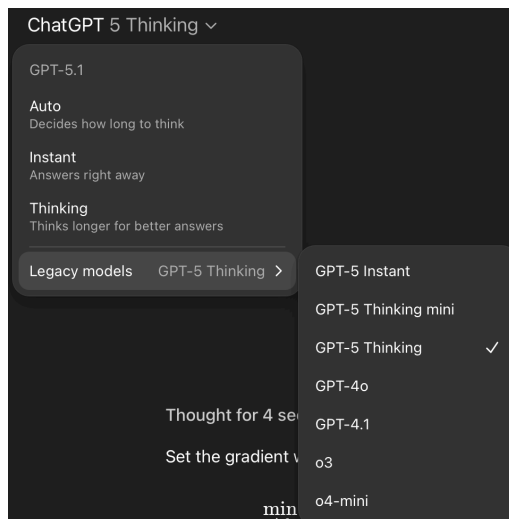 ChatGPT 5 Thinking
GPT-5.1
Auto
Decides how long to think
Instant
Answers right away
Thinking
Thinks longer for better answers
Legacy models GPT-5 Thinking
GPT-5 Instant
GPT-5 Thinking mini
GPT-5 Thinking
GPT-4o
GPT-4.1
o3
o4-mini
Thought for 4
Set the gradient
min